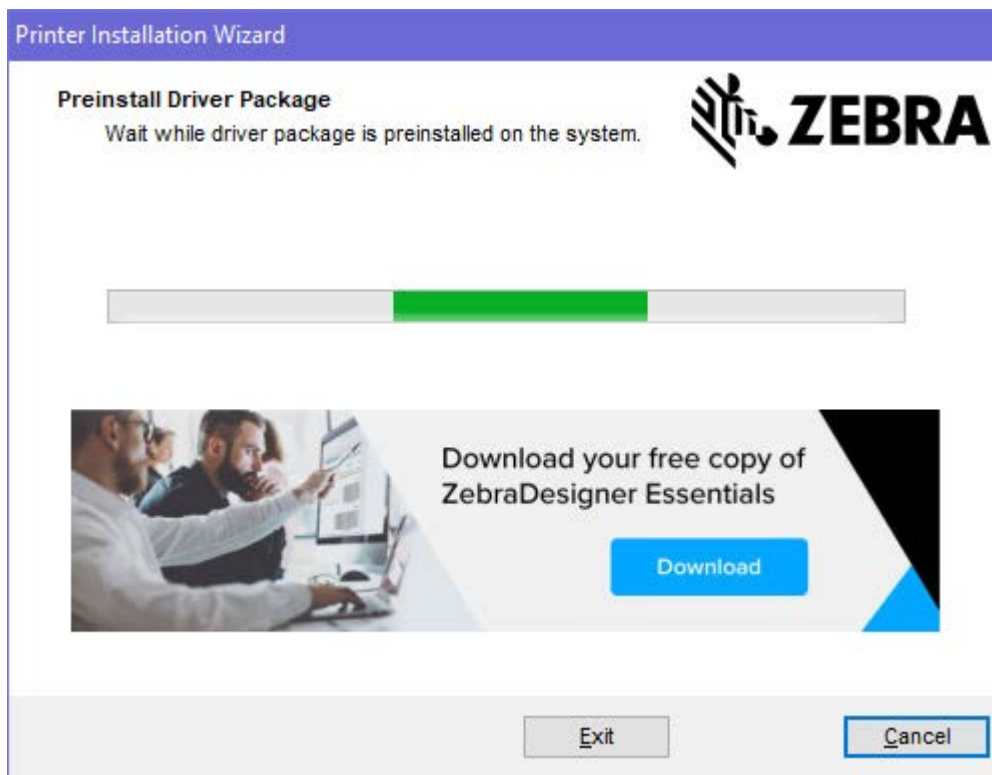 Printer Installation Wizard
Preinstall Driver Package
Wait while driver package is preinstalled on the system.
ZEBRA
Download your free copy of
ZebraDesigner Essentials
Download
Exit
Cancel